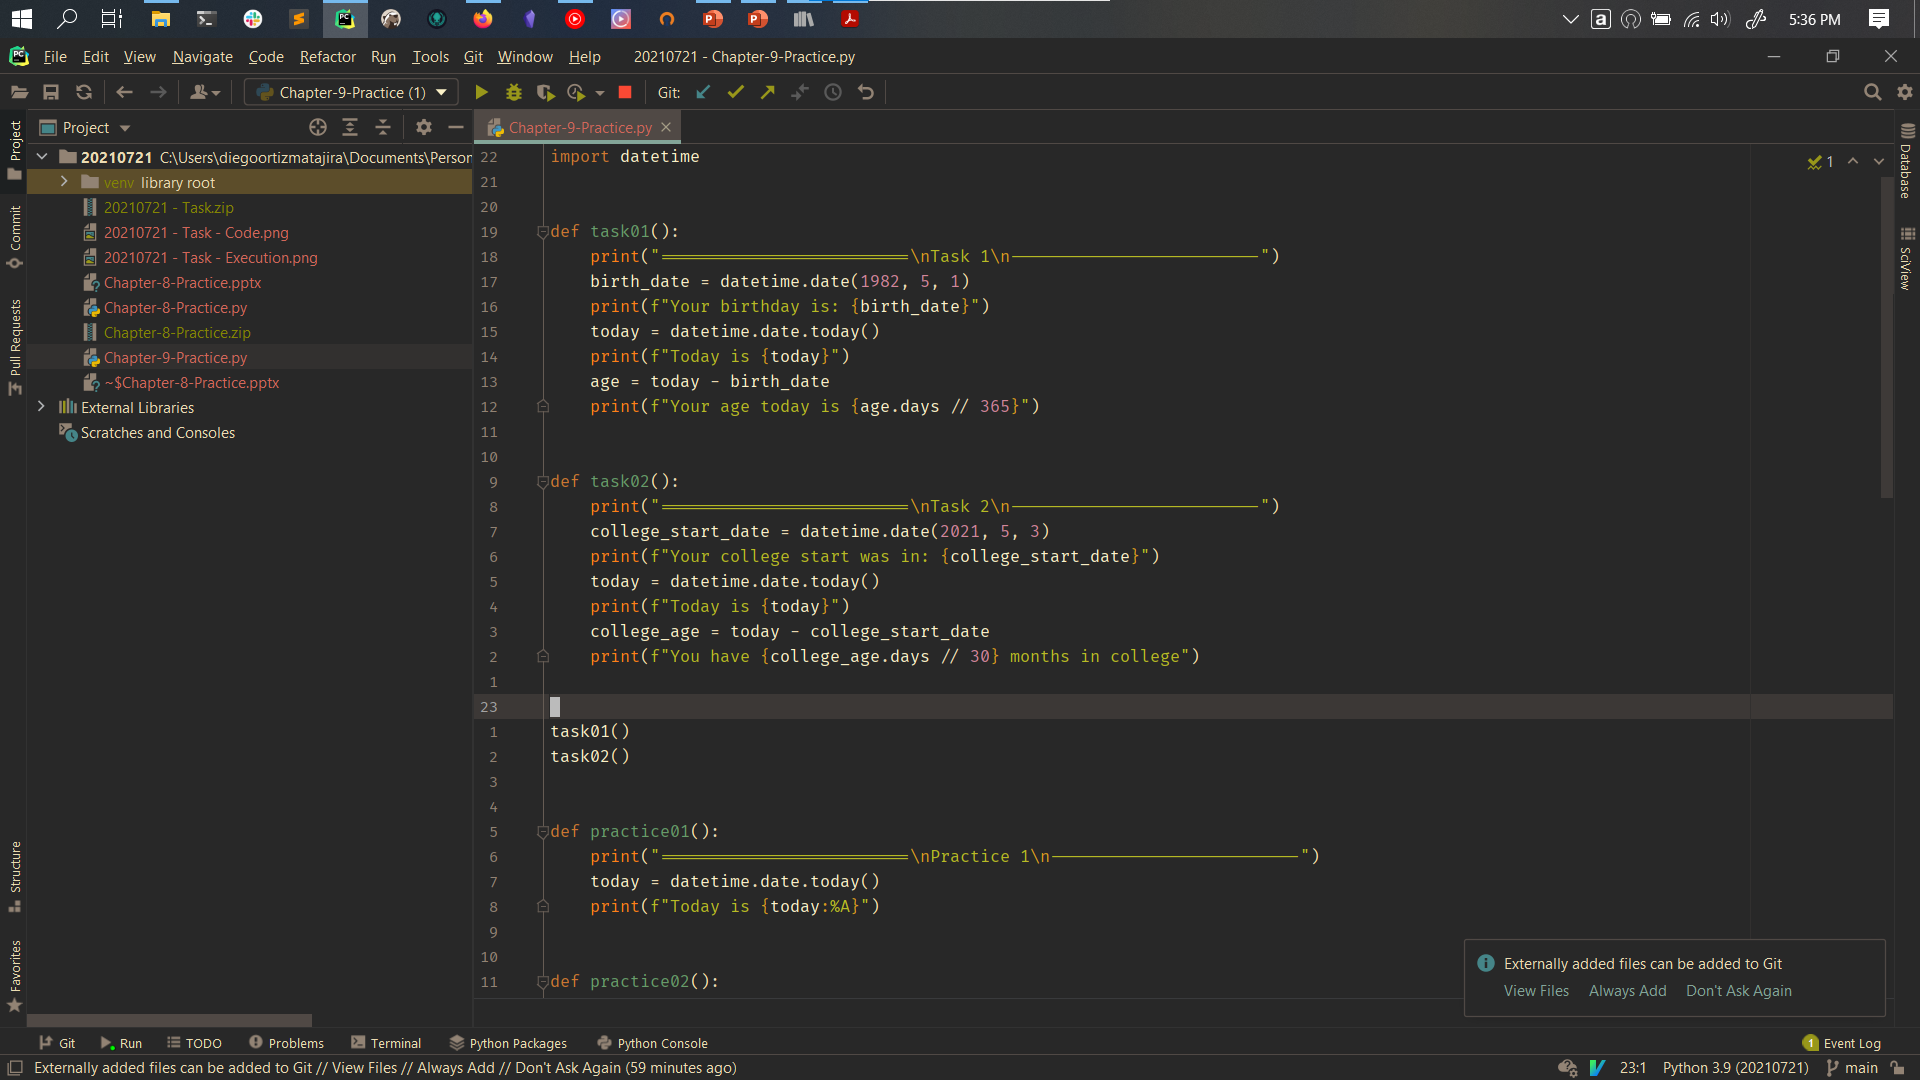 5:36 PM
File Edit View Navigate Code Refactor Run Tools Git Window Help 20210721 - Chapter-9-Practice.py
Chapter-9-Practice (1) Git:
Project
Chapter-9-Practice.py
20210721 C:\Users\diegoortizmatajira\Documents\Person
venv library root
20210721 - Task.zip
20210721 - Task - Code.png
20210721 - Task - Execution.png
Chapter-8-Practice.pptx
Chapter-8-Practice.py
Chapter-8-Practice.zip
Chapter-9-Practice.py
~$Chapter-8-Practice.pptx
External Libraries
Scratches and Consoles
Project
Commit
Pull Requests
Structure
Favorites
22 import datetime
21
20
19 def task01():
18     print("=========================\nTask 1\n-------------------------")
17     birth_date = datetime.date(1982, 5, 1)
16     print(f"Your birthday is: {birth_date}")
15     today = datetime.date.today()
14     print(f"Today is {today}")
13     age = today - birth_date
12     print(f"Your age today is {age.days // 365}")
11
10
9 def task02():
8     print("=========================\nTask 2\n-------------------------")
7     college_start_date = datetime.date(2021, 5, 3)
6     print(f"Your college start was in: {college_start_date}")
5     today = datetime.date.today()
4     print(f"Today is {today}")
3     college_age = today - college_start_date
2     print(f"You have {college_age.days // 30} months in college")
1
23
1 task01()
2 task02()
3
4
5 def practice01():
6     print("=========================\nPractice 1\n-------------------------")
7     today = datetime.date.today()
8     print(f"Today is {today:%A}")
9
10
11 def practice02():
1
Database
SciView
Externally added files can be added to Git
View Files Always Add Don't Ask Again
Git Run TODO Problems Terminal Python Packages Python Console 1 Event Log
Externally added files can be added to Git // View Files // Always Add // Don't Ask Again (59 minutes ago) 23:1 Python 3.9 (20210721) main